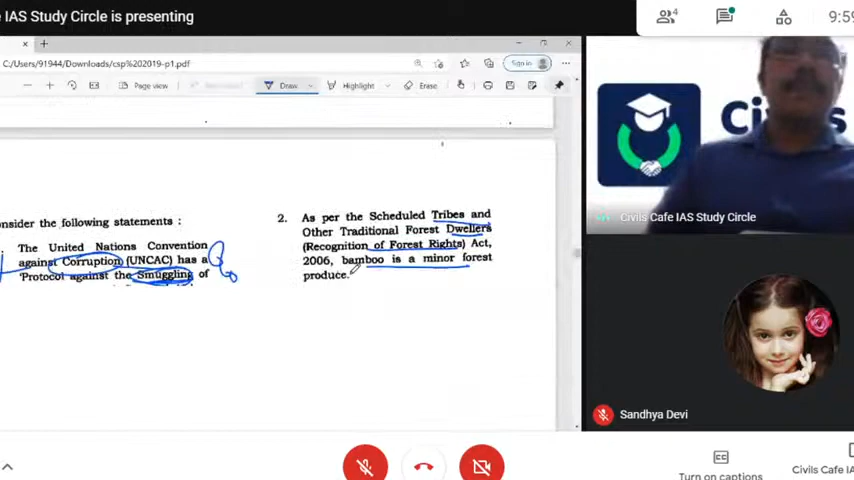 IAS Study Circle is presenting
4
9:59
C:/Users/91944/Downloads/csp%202019-p1.pdf
Sign in
Page view
Draw
Highlight
Erase
onsider the following statements :
The United Nations Convention
against Corruption (UNCAC) has a
'Protocol against the Smuggling of
2. As per the Scheduled Tribes and
Other Traditional Forest Dwellers
(Recognition of Forest Rights) Act,
2006, bamboo is a minor forest
produce.
Civils Cafe IAS Study Circle
Sandhya Devi
Turn on captions
Civils Cafe IA